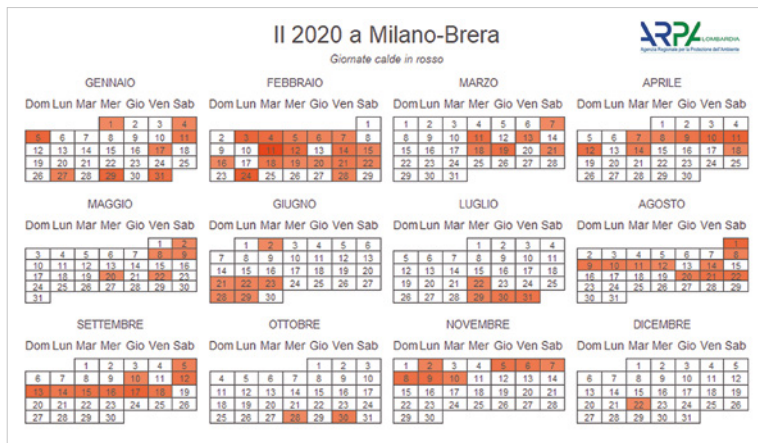 Il 2020 a Milano-Brera
Giornate calde in rosso
ARPA LOMBARDIA
Agenzia Regionale per la Protezione dell'Ambiente
GENNAIO
Dom Lun Mar Mer Gio Ven Sab
1 2 3 4
5 6 7 8 9 10 11
12 13 14 15 16 17 18
19 20 21 22 23 24 25
26 27 28 29 30 31
FEBBRAIO
Dom Lun Mar Mer Gio Ven Sab
1
2 3 4 5 6 7 8
9 10 11 12 13 14 15
16 17 18 19 20 21 22
23 24 25 26 27 28 29
MARZO
Dom Lun Mar Mer Gio Ven Sab
1 2 3 4 5 6 7
8 9 10 11 12 13 14
15 16 17 18 19 20 21
22 23 24 25 26 27 28
29 30 31
APRILE
Dom Lun Mar Mer Gio Ven Sab
1 2 3 4
5 6 7 8 9 10 11
12 13 14 15 16 17 18
19 20 21 22 23 24 25
26 27 28 29 30
MAGGIO
Dom Lun Mar Mer Gio Ven Sab
1 2
3 4 5 6 7 8 9
10 11 12 13 14 15 16
17 18 19 20 21 22 23
24 25 26 27 28 29 30
31
GIUGNO
Dom Lun Mar Mer Gio Ven Sab
1 2 3 4 5 6
7 8 9 10 11 12 13
14 15 16 17 18 19 20
21 22 23 24 25 26 27
28 29 30
LUGLIO
Dom Lun Mar Mer Gio Ven Sab
1 2 3 4
5 6 7 8 9 10 11
12 13 14 15 16 17 18
19 20 21 22 23 24 25
26 27 28 29 30 31
AGOSTO
Dom Lun Mar Mer Gio Ven Sab
1
2 3 4 5 6 7 8
9 10 11 12 13 14 15
16 17 18 19 20 21 22
23 24 25 26 27 28 29
30 31
SETTEMBRE
Dom Lun Mar Mer Gio Ven Sab
1 2 3 4 5
6 7 8 9 10 11 12
13 14 15 16 17 18 19
20 21 22 23 24 25 26
27 28 29 30
OTTOBRE
Dom Lun Mar Mer Gio Ven Sab
1 2 3
4 5 6 7 8 9 10
11 12 13 14 15 16 17
18 19 20 21 22 23 24
25 26 27 28 29 30 31
NOVEMBRE
Dom Lun Mar Mer Gio Ven Sab
1 2 3 4 5 6 7
8 9 10 11 12 13 14
15 16 17 18 19 20 21
22 23 24 25 26 27 28
29 30
DICEMBRE
Dom Lun Mar Mer Gio Ven Sab
1 2 3 4 5
6 7 8 9 10 11 12
13 14 15 16 17 18 19
20 21 22 23 24 25 26
27 28 29 30 31